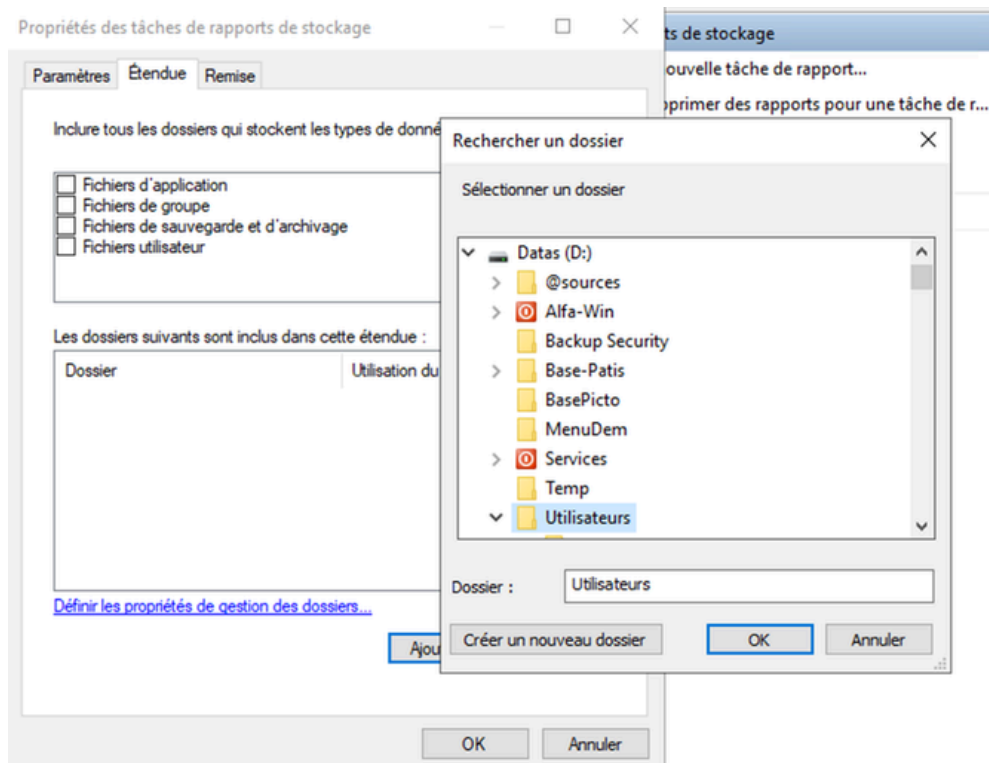 Propriétés des tâches de rapports de stockage
ts de stockage
Paramètres Étendue Remise
ouvelle tâche de rapport...
pprimer des rapports pour une tâche de r...
Inclure tous les dossiers qui stockent les types de donné
Fichiers d'application
Fichiers de groupe
Fichiers de sauvegarde et d'archivage
Fichiers utilisateur
Les dossiers suivants sont inclus dans cette étendue :
Dossier Utilisation du
Définir les propriétés de gestion des dossiers...
Ajou
OK Annuler
Rechercher un dossier
Sélectionner un dossier
Datas (D:)
@sources
Alfa-Win
Backup Security
Base-Patis
BasePicto
MenuDem
Services
Temp
Utilisateurs
Dossier : Utilisateurs
Créer un nouveau dossier OK Annuler